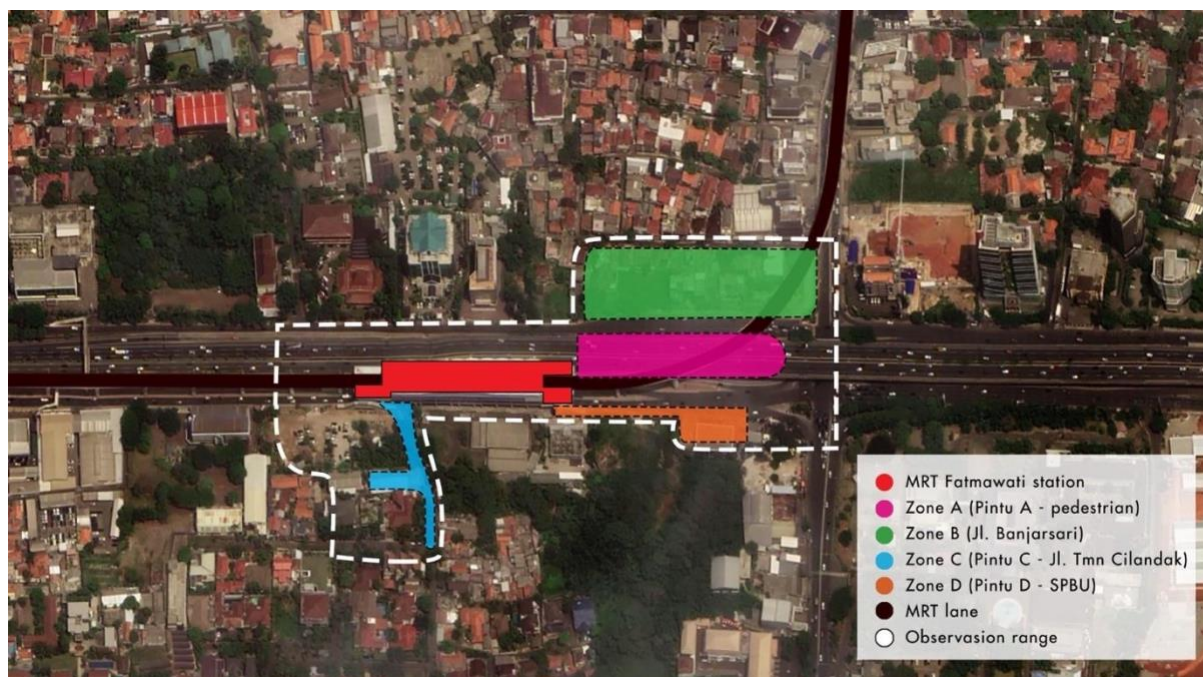 MRT Fatmawati station
Zone A (Pintu A - pedestrian)
Zone B (Jl. Banjarsari)
Zone C (Pintu C - Jl. Tmn Cilandak)
Zone D (Pintu D - SPBU)
MRT lane
Observasion range